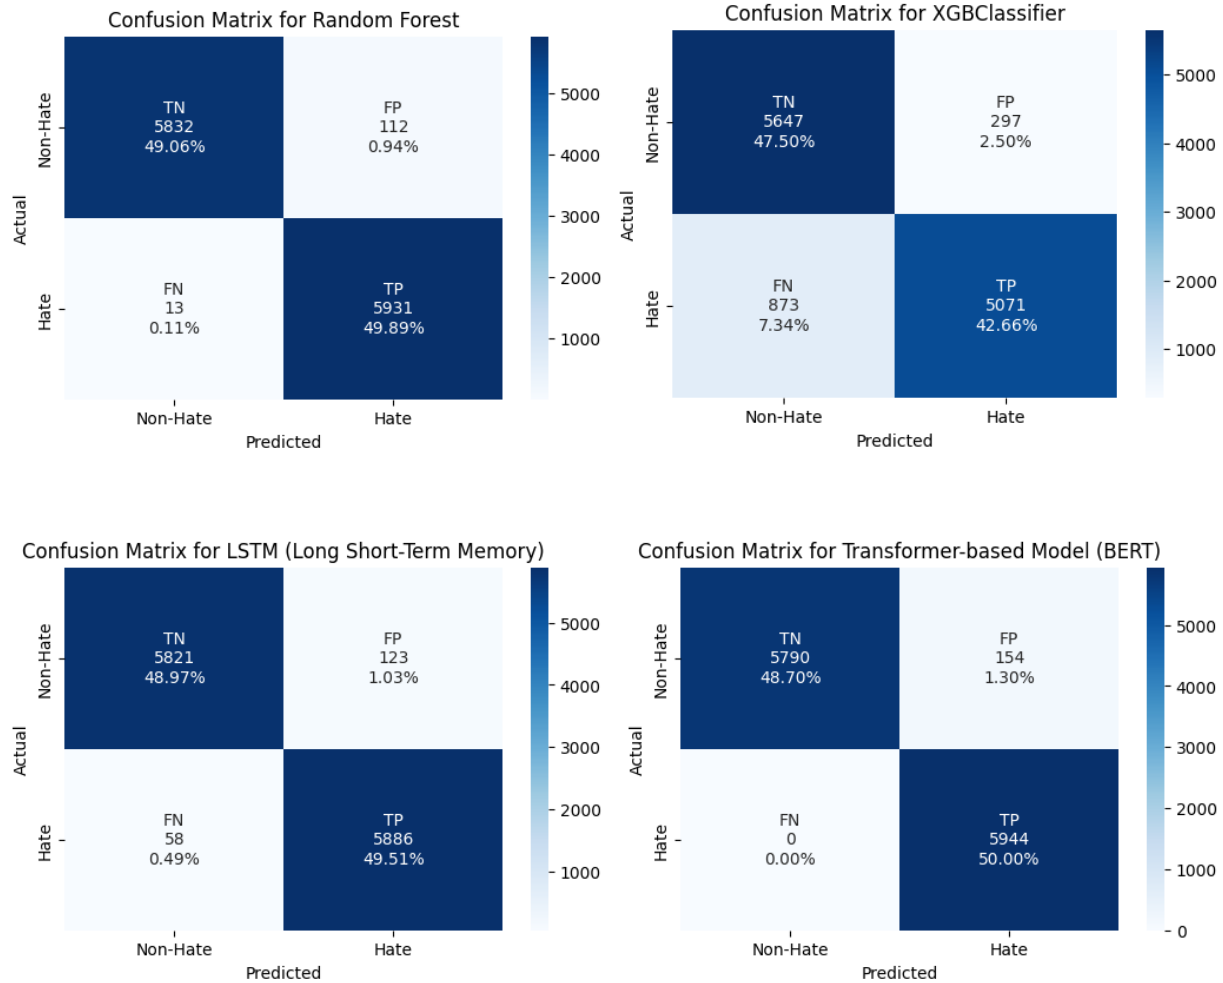 Confusion Matrix for Random Forest
Actual
Non-Hate
Hate
TN
5832
49.06%
FP
112
0.94%
FN
13
0.11%
TP
5931
49.89%
Non-Hate
Hate
Predicted
5000
4000
3000
2000
1000
Confusion Matrix for XGBClassifier
Actual
Non-Hate
Hate
TN
5647
47.50%
FP
297
2.50%
FN
873
7.34%
TP
5071
42.66%
Non-Hate
Hate
Predicted
5000
4000
3000
2000
1000
Confusion Matrix for LSTM (Long Short-Term Memory)
Actual
Non-Hate
Hate
TN
5821
48.97%
FP
123
1.03%
FN
58
0.49%
TP
5886
49.51%
Non-Hate
Hate
Predicted
5000
4000
3000
2000
1000
Confusion Matrix for Transformer-based Model (BERT)
Actual
Non-Hate
Hate
TN
5790
48.70%
FP
154
1.30%
FN
0
0.00%
TP
5944
50.00%
Non-Hate
Hate
Predicted
5000
4000
3000
2000
1000
0